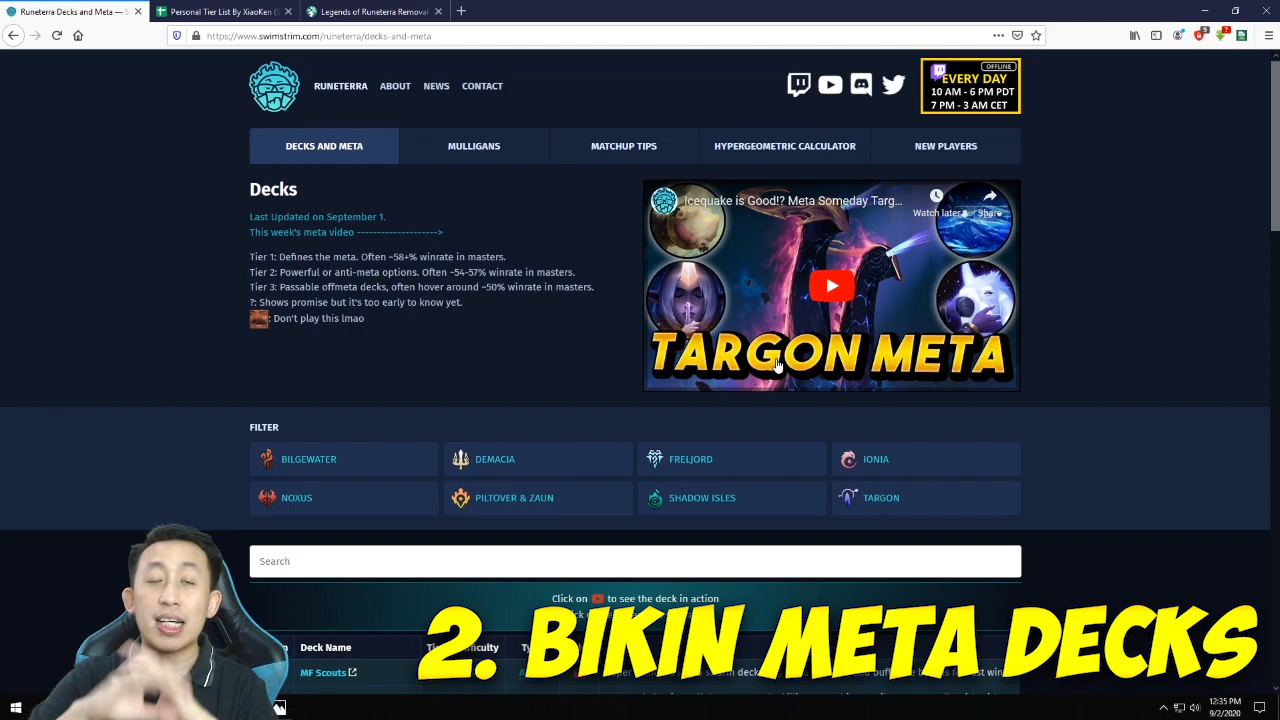 Runeterra Decks and Meta —
Personal Tier List By XiaoKen (S
Legends of Runeterra Removal
https://www.swimstrim.com/runeterra/decks-and-meta
RUNETERRA
ABOUT
NEWS
CONTACT
OFFLINE
EVERY DAY
10 AM - 6 PM PDT
7 PM - 3 AM CET
DECKS AND META
MULLIGANS
MATCHUP TIPS
HYPERGEOMETRIC CALCULATOR
NEW PLAYERS
Decks
Last Updated on September 1.
This week's meta video -------------------->
Tier 1: Defines the meta. Often ~58+% winrate in masters.
Tier 2: Powerful or anti-meta options. Often ~54-57% winrate in masters.
Tier 3: Passable offmeta decks, often hover around ~50% winrate in masters.
?: Shows promise but it's too early to know yet.
: Don't play this lmao
Icequake is Good!? Meta Someday Targ...
Watch later
Share
TARGON META
FILTER
BILGEWATER
DEMACIA
FRELJORD
IONIA
NOXUS
PILTOVER & ZAUN
SHADOW ISLES
TARGON
Search
Click on to see the deck in action
Deck Name
MF Scouts
2. BIKIN META DECKS
12:35 PM
9/2/2020